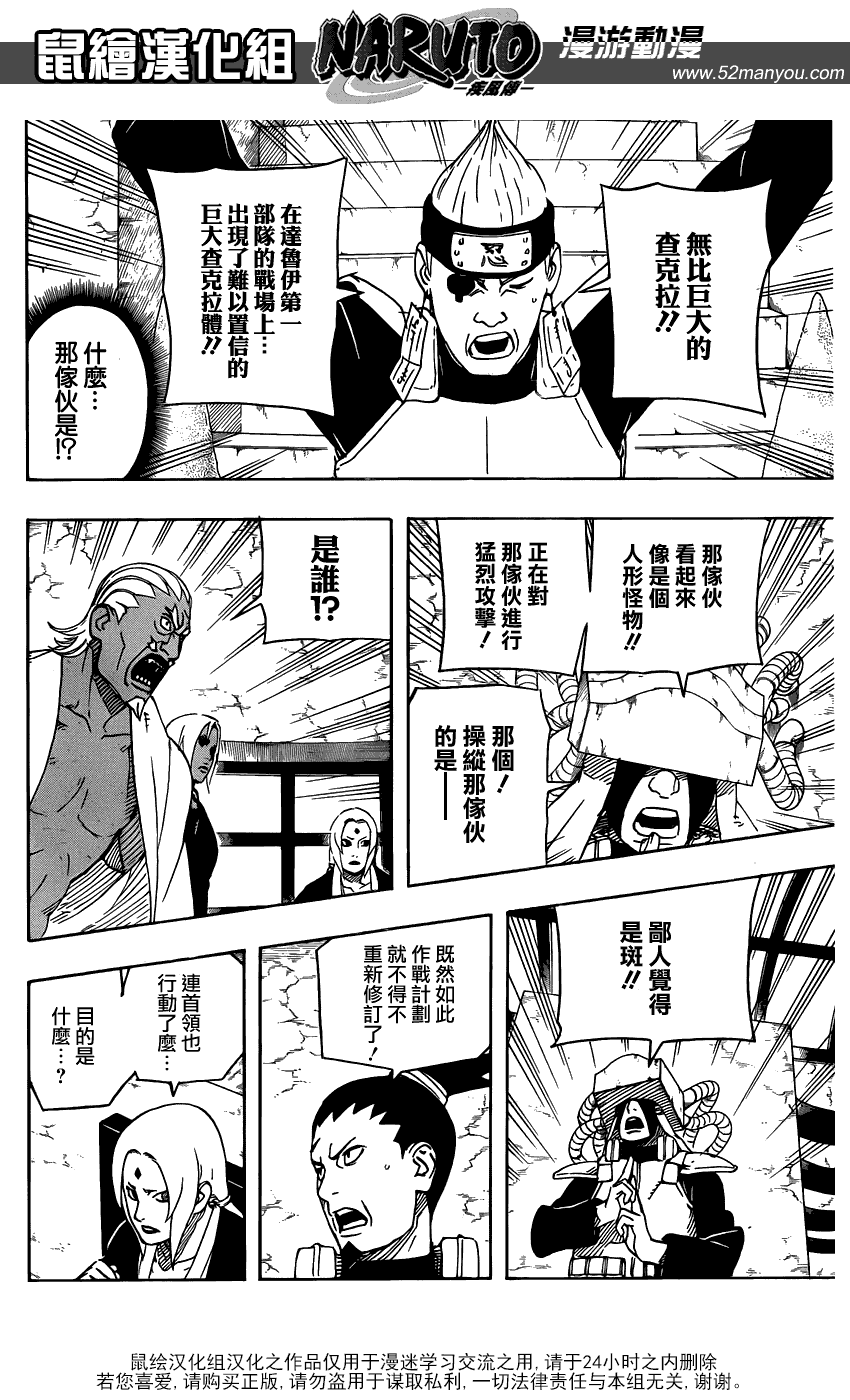 鼠繪漢化組
NARUTO
-疾風傳-
漫游動漫
www.52manyou.com
無比巨大的
查克拉!!
忍
在達魯伊第一
部隊的戰場上…
出現了難以置信的
巨大查克拉體!!
什麼…
那傢伙是!?
那傢伙
看起來
像是個
人形怪物!!
正在對
那傢伙進行
猛烈攻擊!
那個!
操縱那傢伙
的是——
是誰!?
鄙人覺得
是斑!!
既然如此
作戰計劃
就不得不
重新修訂了!
連首領也
行動了麼…
目的是
什麼…?
鼠绘汉化组汉化之作品仅用于漫迷学习交流之用,请于24小时之内删除
若您喜爱,请购买正版,请勿盗用于谋取私利,一切法律责任与本组无关,谢谢。